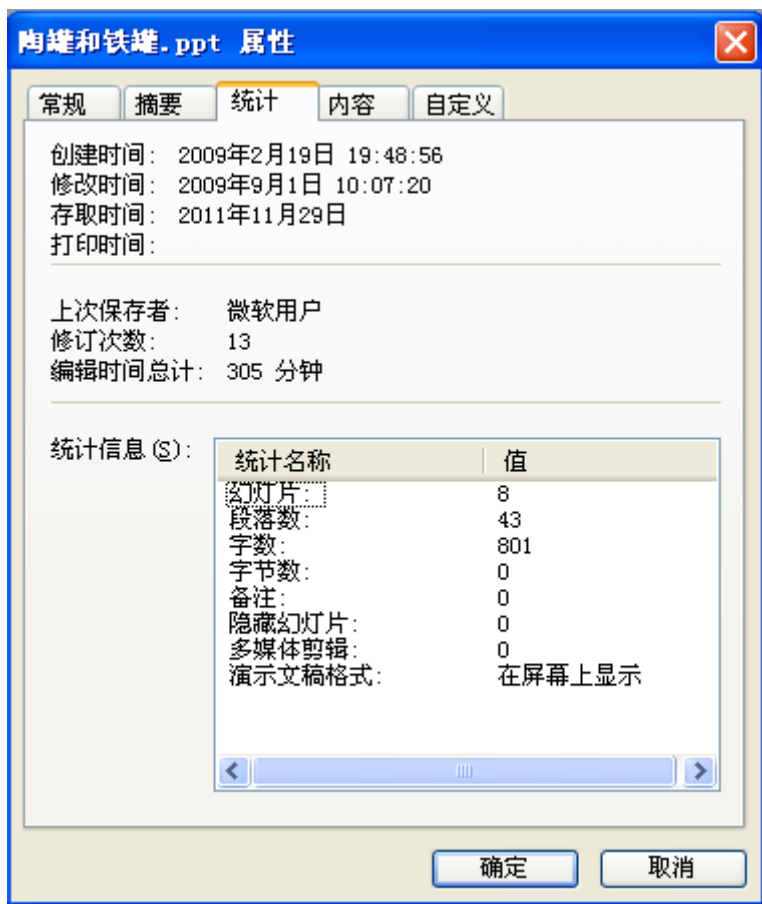 陶罐和铁罐.ppt 属性
常规 摘要 统计 内容 自定义
创建时间: 2009年2月19日 19:48:56
修改时间: 2009年9月1日 10:07:20
存取时间: 2011年11月29日
打印时间:
上次保存者: 微软用户
修订次数: 13
编辑时间总计: 305 分钟
统计信息(S):
统计名称 值
幻灯片: 8
段落数: 43
字数: 801
字节数: 0
备注: 0
隐藏幻灯片: 0
多媒体剪辑: 0
演示文稿格式: 在屏幕上显示
确定 取消